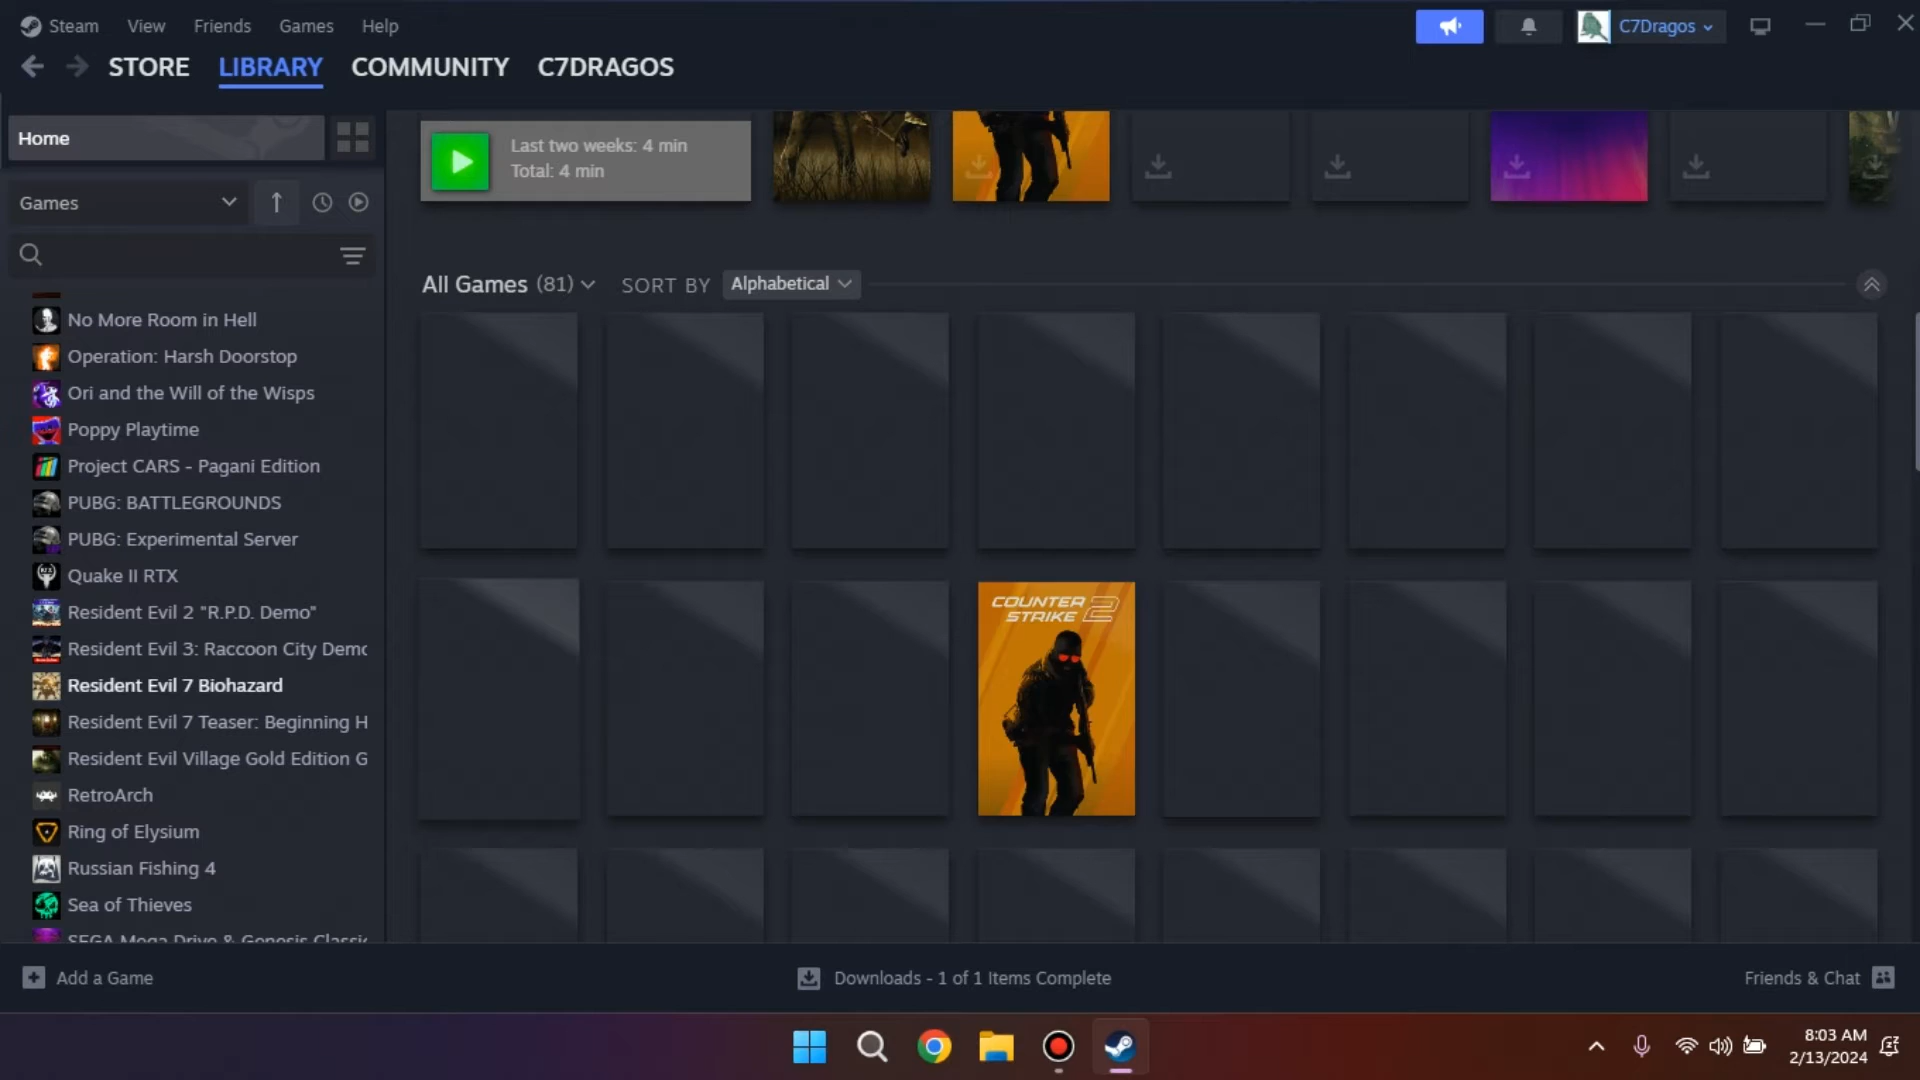 Steam View Friends Games Help
C7Dragos
STORE LIBRARY COMMUNITY C7DRAGOS
Home
Last two weeks: 4 min
Total: 4 min
Games
All Games (81) SORT BY Alphabetical
No More Room in Hell
Operation: Harsh Doorstop
Ori and the Will of the Wisps
Poppy Playtime
Project CARS - Pagani Edition
PUBG: BATTLEGROUNDS
PUBG: Experimental Server
Quake II RTX
Resident Evil 2 "R.P.D. Demo"
Resident Evil 3: Raccoon City Demo
Resident Evil 7 Biohazard
Resident Evil 7 Teaser: Beginning H
Resident Evil Village Gold Edition G
RetroArch
Ring of Elysium
Russian Fishing 4
Sea of Thieves
SEGA Mega Drive & Genesis Classic
COUNTER
STRIKE 2
Add a Game
Downloads - 1 of 1 Items Complete
Friends & Chat
8:03 AM
2/13/2024